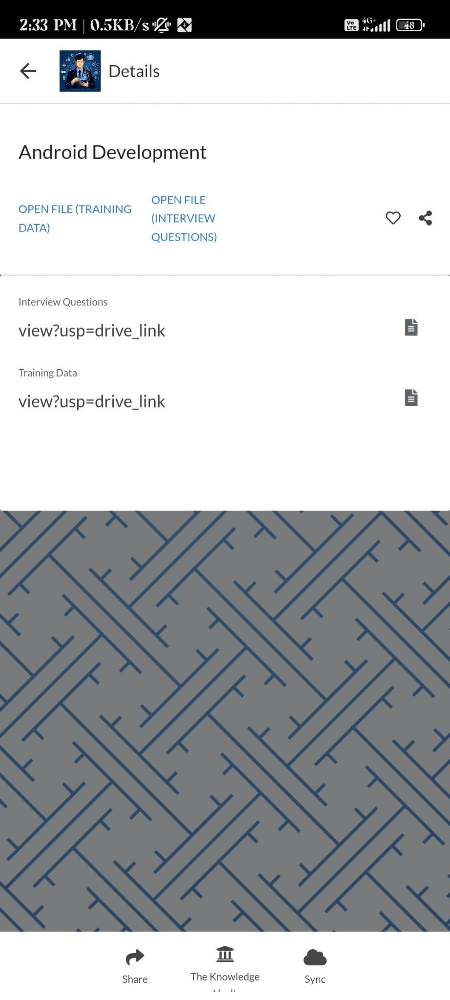 2:33 PM | 0.5KB/s
Vo
LTE
4G+
48
Details
Android Development
OPEN FILE (TRAINING
DATA)
OPEN FILE
(INTERVIEW
QUESTIONS)
Interview Questions
view?usp=drive_link
Training Data
view?usp=drive_link
Share
The Knowledge
Sync